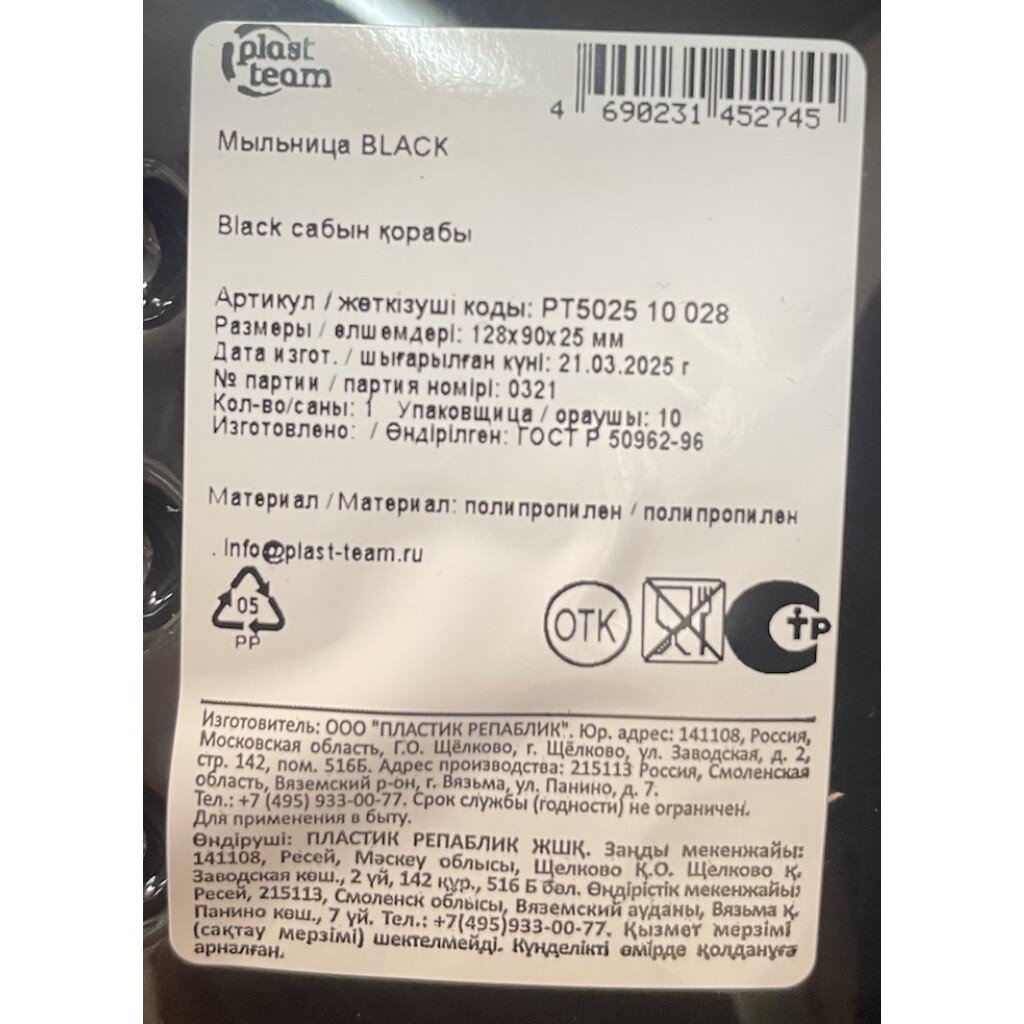 plast team
4 690231 452745
Мыльница BLACK
Black сабын қорабы
Артикул / жөткізуші коды: PT5025 10 028
Размеры / өлшемдері: 128x90x25 мм
Дата изгот. / шығарылған күні: 21.03.2025 г
№ партии / партия номірі: 0321
Кол-во/саны: 1 Упаковщица / ораушы: 10
Изготовлено: / Өндірілген: ГОСТ Р 50962-96
Материал / Материал: полипропилен / полипропилен
. Info@plast-team.ru
05
PP
ОТК
СТР
Изготовитель: ООО "ПЛАСТИК РЕПАБЛИК". Юр. адрес: 141108, Россия,
Московская область, Г.О. Щёлково, г. Щёлково, ул. Заводская, д. 2,
стр. 142, пом. 516Б. Адрес производства: 215113 Россия, Смоленская
область, Вяземский р-он, г. Вязьма, ул. Панино, д. 7.
Тел.: +7 (495) 933-00-77. Срок службы (годности) не ограничен.
Для применения в быту.
Өндіруші: ПЛАСТИК РЕПАБЛИК ЖШҚ. Заңды мекенжайы:
141108, Ресей, Мәскеу облысы, Щелково Қ.О. Щелково қ.
Заводская көш., 2 үй, 142 құр., 516 Б бөл. Өндірістік мекенжайы:
Ресей, 215113, Смоленск облысы, Вяземский ауданы, Вязьма қ.
Панино көш., 7 үй. Тел.: +7(495)933-00-77. Қызмет мерзімі
(сақтау мерзімі) шектелмейді. Күнделікті өмірде қолдануға
арналған.